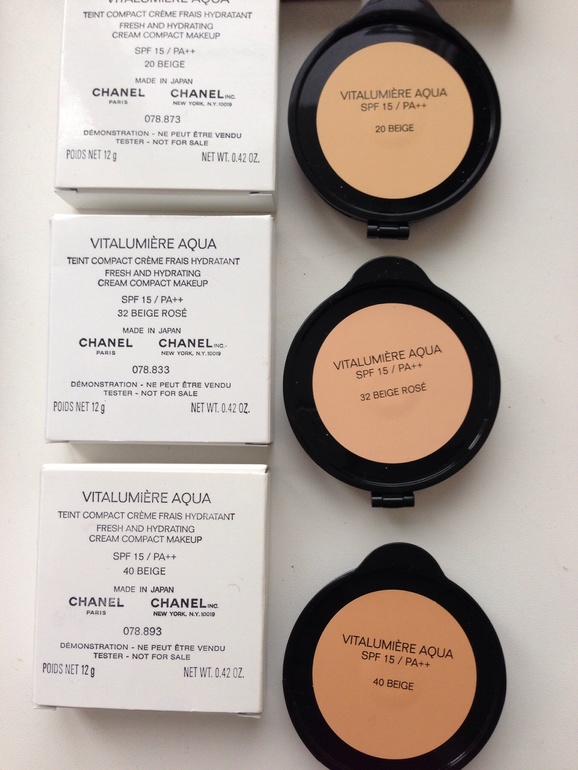 VITALUMIÈRE AQUA
TEINT COMPACT CRÈME FRAIS HYDRATANT
FRESH AND HYDRATING
CREAM COMPACT MAKEUP
SPF 15 / PA++
20 BEIGE
MADE IN JAPAN
CHANEL CHANEL INC.
PARIS NEW YORK, N.Y. 10019
078.873
DÉMONSTRATION - NE PEUT ÊTRE VENDU
TESTER - NOT FOR SALE
POIDS NET 12 g NET WT. 0.42 OZ.
VITALUMIÈRE AQUA
SPF 15 / PA++
20 BEIGE
VITALUMIÈRE AQUA
TEINT COMPACT CRÈME FRAIS HYDRATANT
FRESH AND HYDRATING
CREAM COMPACT MAKEUP
SPF 15 / PA++
32 BEIGE ROSÉ
MADE IN JAPAN
CHANEL CHANEL INC.
PARIS NEW YORK, N.Y. 10019
078.833
DÉMONSTRATION - NE PEUT ÊTRE VENDU
TESTER - NOT FOR SALE
POIDS NET 12 g NET WT. 0.42 OZ.
VITALUMIÈRE AQUA
SPF 15 / PA++
32 BEIGE ROSÉ
VITALUMIÈRE AQUA
TEINT COMPACT CRÈME FRAIS HYDRATANT
FRESH AND HYDRATING
CREAM COMPACT MAKEUP
SPF 15 / PA++
40 BEIGE
MADE IN JAPAN
CHANEL CHANEL INC.
PARIS NEW YORK, N.Y. 10019
078.893
DÉMONSTRATION - NE PEUT ÊTRE VENDU
TESTER - NOT FOR SALE
POIDS NET 12 g NET WT. 0.42 OZ.
VITALUMIÈRE AQUA
SPF 15 / PA++
40 BEIGE